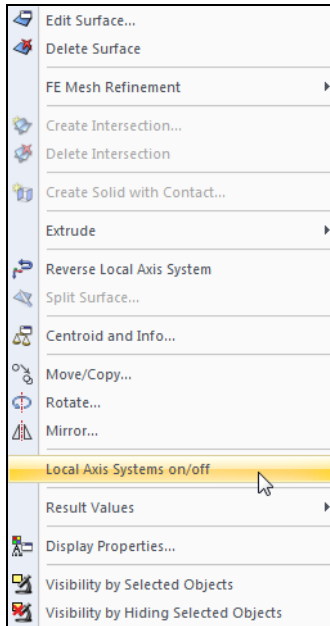 Edit Surface...
Delete Surface
FE Mesh Refinement
Create Intersection...
Delete Intersection
Create Solid with Contact...
Extrude
Reverse Local Axis System
Split Surface...
Centroid and Info...
Move/Copy...
Rotate...
Mirror...
Local Axis Systems on/off
Result Values
Display Properties...
Visibility by Selected Objects
Visibility by Hiding Selected Objects